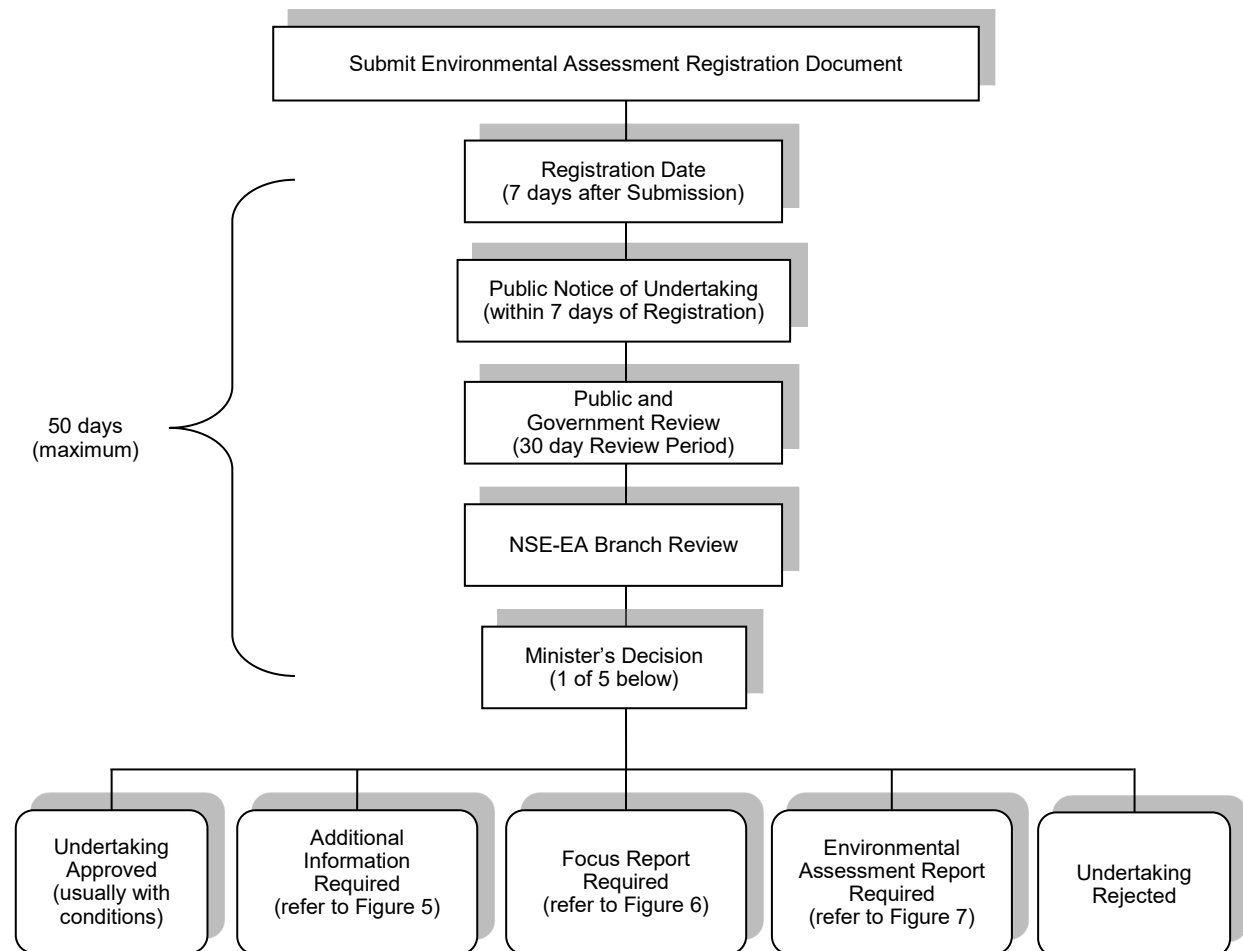 Submit Environmental Assessment Registration Document
Registration Date
(7 days after Submission)
Public Notice of Undertaking
(within 7 days of Registration)
Public and
Government Review
(30 day Review Period)
50 days
(maximum)
NSE-EA Branch Review
Minister’s Decision
(1 of 5 below)
Undertaking
Approved
(usually with
conditions)
Additional
Information
Required
(refer to Figure 5)
Focus Report
Required
(refer to Figure 6)
Environmental
Assessment Report
Required
(refer to Figure 7)
Undertaking
Rejected